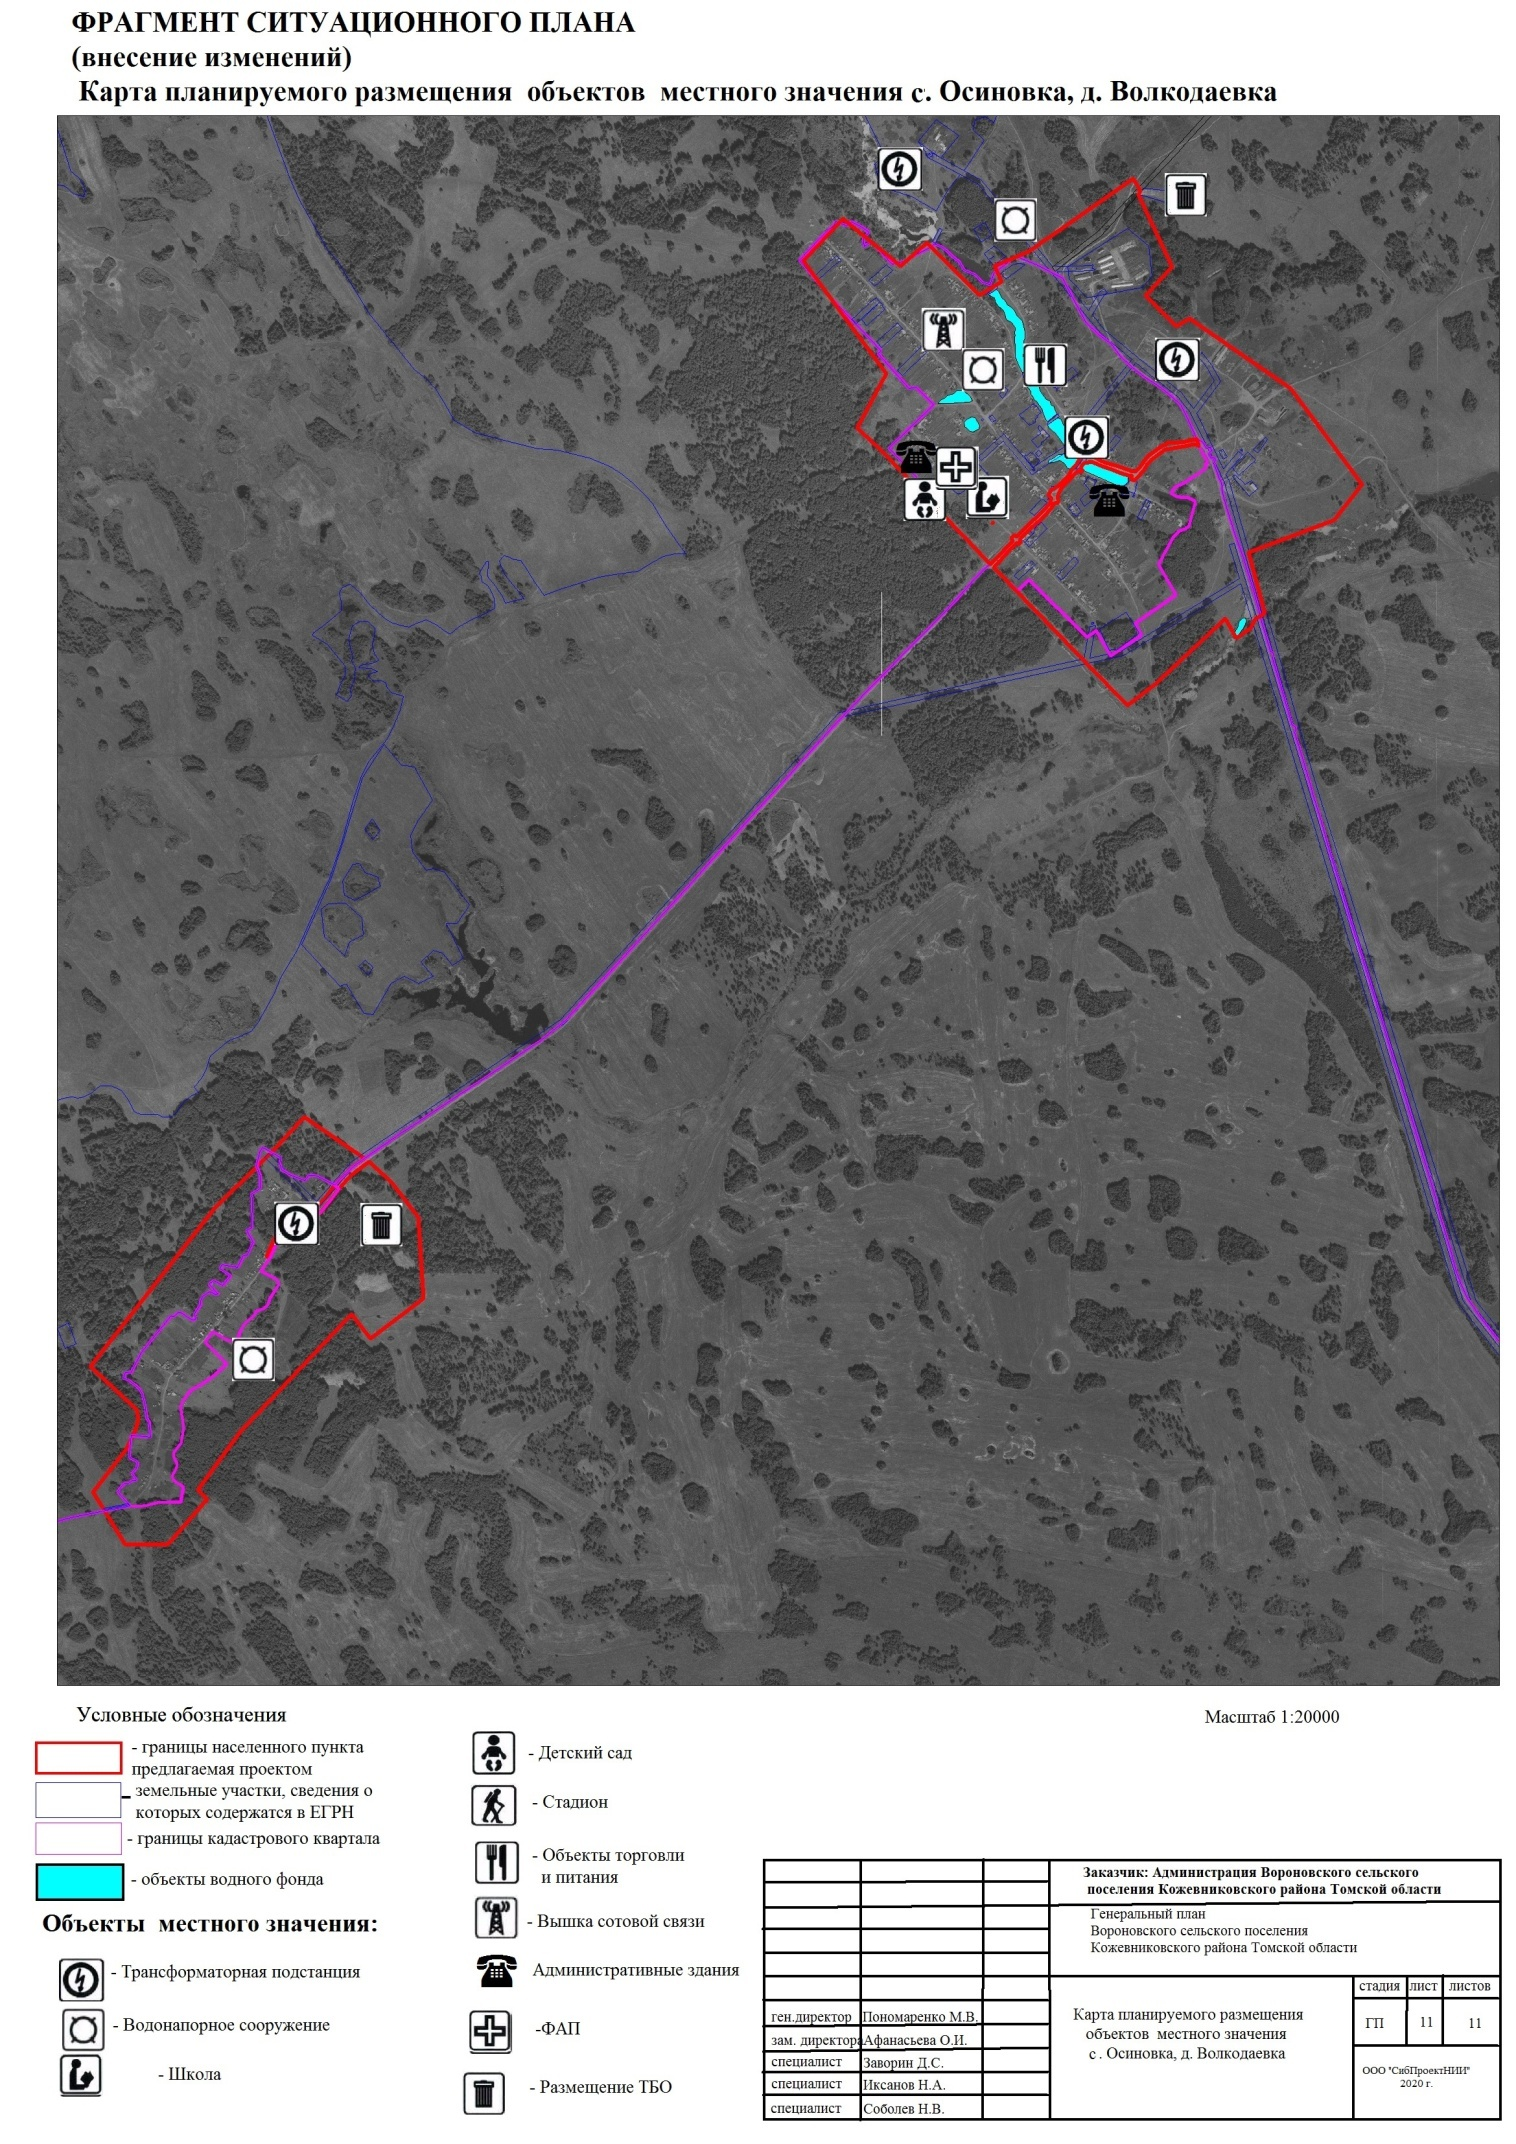 ФРАГМЕНТ СИТУАЦИОННОГО ПЛАНА
(внесение изменений)
Карта планируемого размещения объектов местного значения с. Осиновка, д. Волкодаевка
Условные обозначения
- границы населенного пункта
предлагаемая проектом
- земельные участки, сведения о
которых содержатся в ЕГРН
- границы кадастрового квартала
- объекты водного фонда
Объекты местного значения:
- Трансформаторная подстанция
- Водонапорное сооружение
- Школа
- Детский сад
- Стадион
- Объекты торговли
и питания
- Вышка сотовой связи
Административные здания
-ФАП
- Размещение ТБО
Масштаб 1:20000
Заказчик: Администрация Вороновского сельского
поселения Кожевниковского района Томской области
Генеральный план
Вороновского сельского поселения
Кожевниковского района Томской области
стадия лист листов
ГП 11 11
Карта планируемого размещения
объектов местного значения
с. Осиновка, д. Волкодаевка
ООО "СибПроектНИИ"
2020 г.
ген.директор Пономаренко М.В.
зам. директора Афанасьева О.И.
специалист Заворин Д.С.
специалист Иксанов Н.А.
специалист Соболев Н.В.